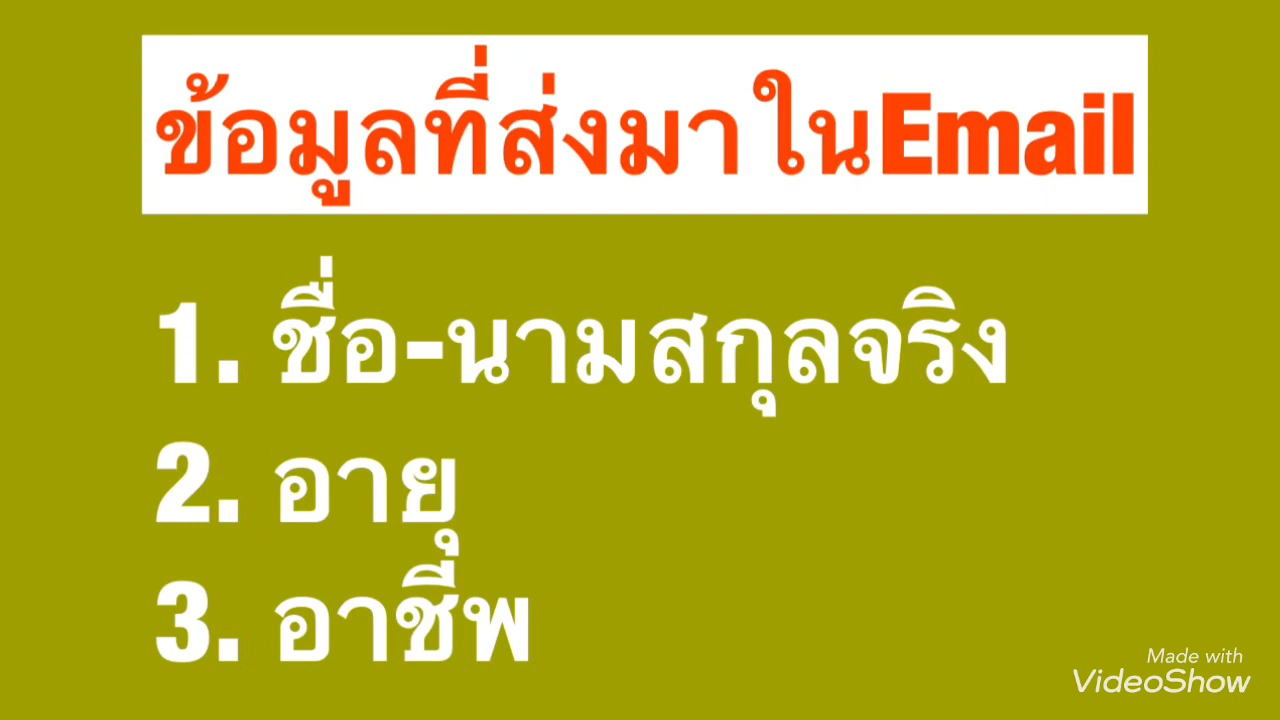 ข้อมูลที่ส่งมาในEmail
1. ชื่อ-นามสกุลจริง
2. อายุ
3. อาชีพ
Made with
VideoShow